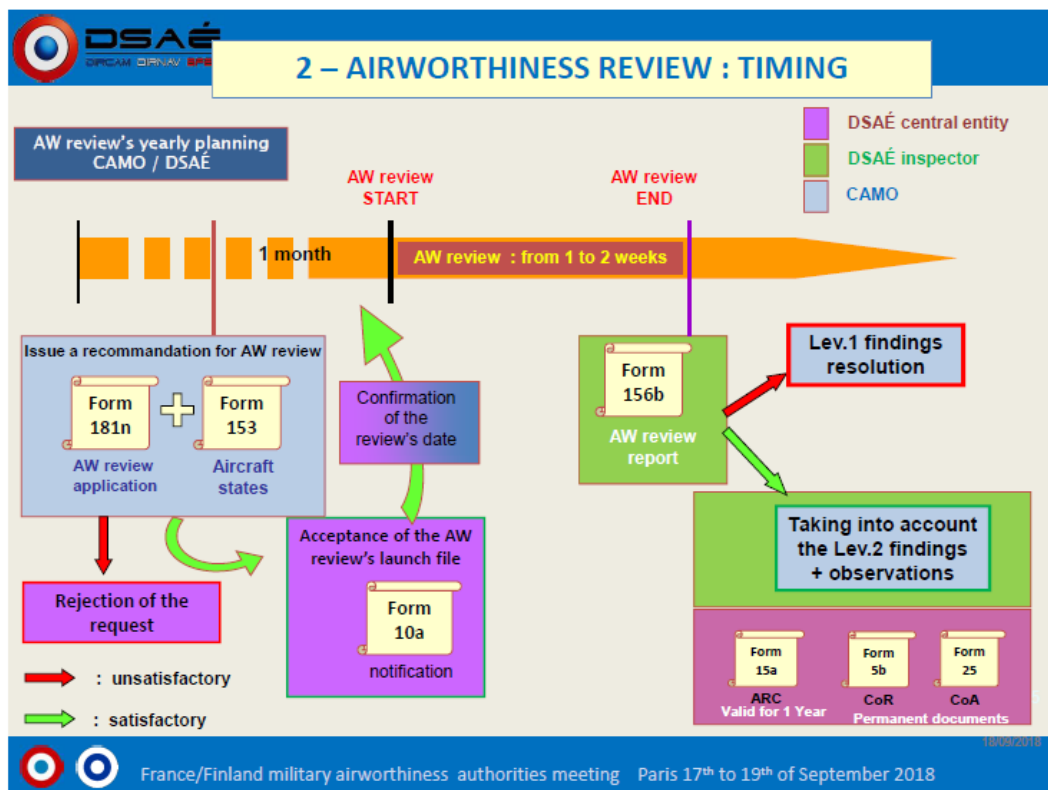 DSAÉ
DIRCAM DIRNAV
2 – AIRWORTHINESS REVIEW : TIMING
AW review's yearly planning
CAMO / DSAÉ
DSAÉ central entity
DSAÉ inspector
CAMO
AW review
START
AW review
END
1 month
AW review : from 1 to 2 weeks
Issue a recommandation for AW review
Form
181n
Form
153
AW review
application
Aircraft
states
Confirmation
of the
review's date
Form
156b
AW review
report
Lev.1 findings
resolution
Acceptance of the AW
review's launch file
Form
10a
notification
Taking into account
the Lev.2 findings
+ observations
Rejection of the
request
Form
15a
ARC
Valid for 1 Year
Form
5b
CoR
Form
25
CoA
Permanent documents
: unsatisfactory
: satisfactory
18/09/2018
France/Finland military airworthiness authorities meeting Paris 17th to 19th of September 2018